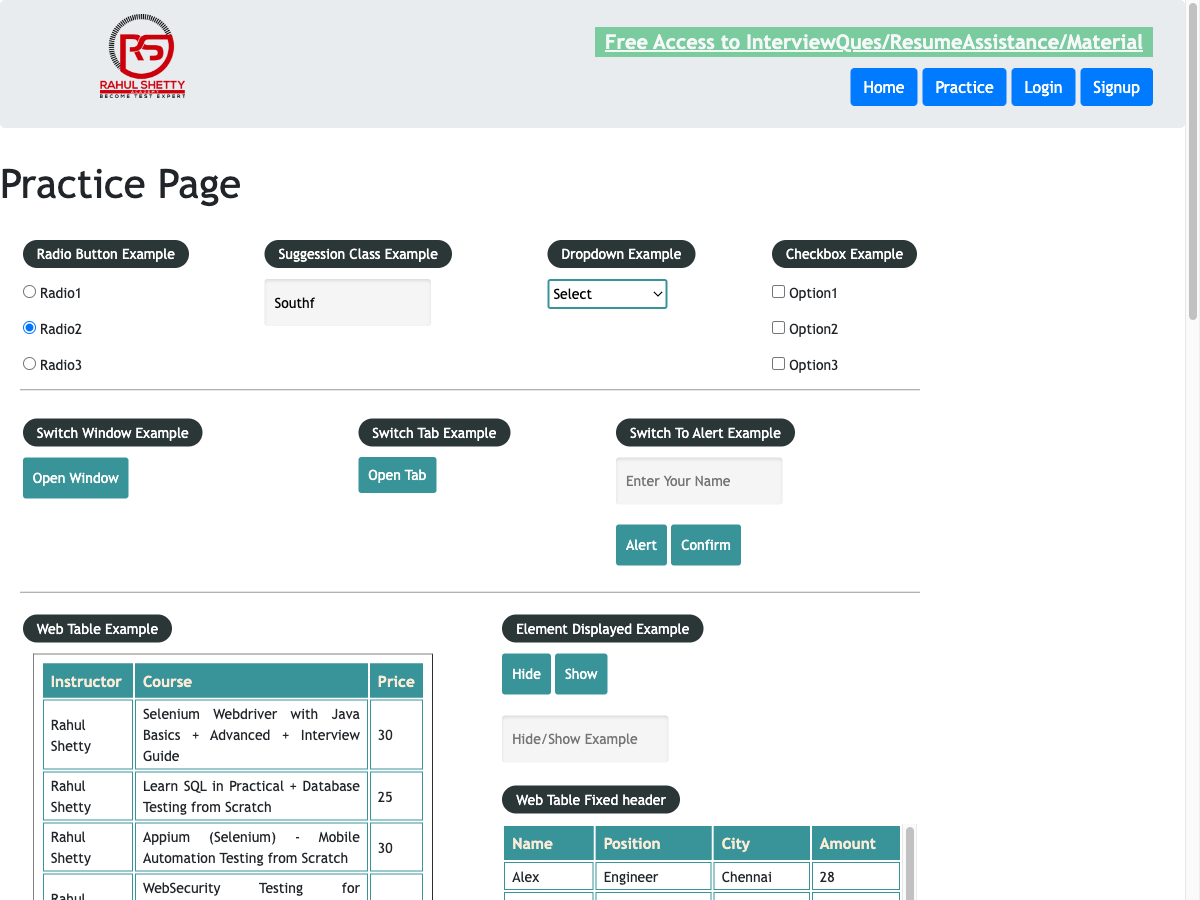 RAHUL SHETTY
ACADEMY
BECOME TEST EXPERT
Free Access to InterviewQues/ResumeAssistance/Material
Home Practice Login Signup
Practice Page
Radio Button Example
Radio1
Radio2
Radio3
Suggession Class Example
Southf
Dropdown Example
Select
Checkbox Example
Option1
Option2
Option3
Switch Window Example
Open Window
Switch Tab Example
Open Tab
Switch To Alert Example
Enter Your Name
Alert Confirm
Web Table Example
Instructor Course Price
Rahul Shetty Selenium Webdriver with Java Basics + Advanced + Interview Guide 30
Rahul Shetty Learn SQL in Practical + Database Testing from Scratch 25
Rahul Shetty Appium (Selenium) - Mobile Automation Testing from Scratch 30
Rahul WebSecurity Testing for
Element Displayed Example
Hide Show
Hide/Show Example
Web Table Fixed header
Name Position City Amount
Alex Engineer Chennai 28